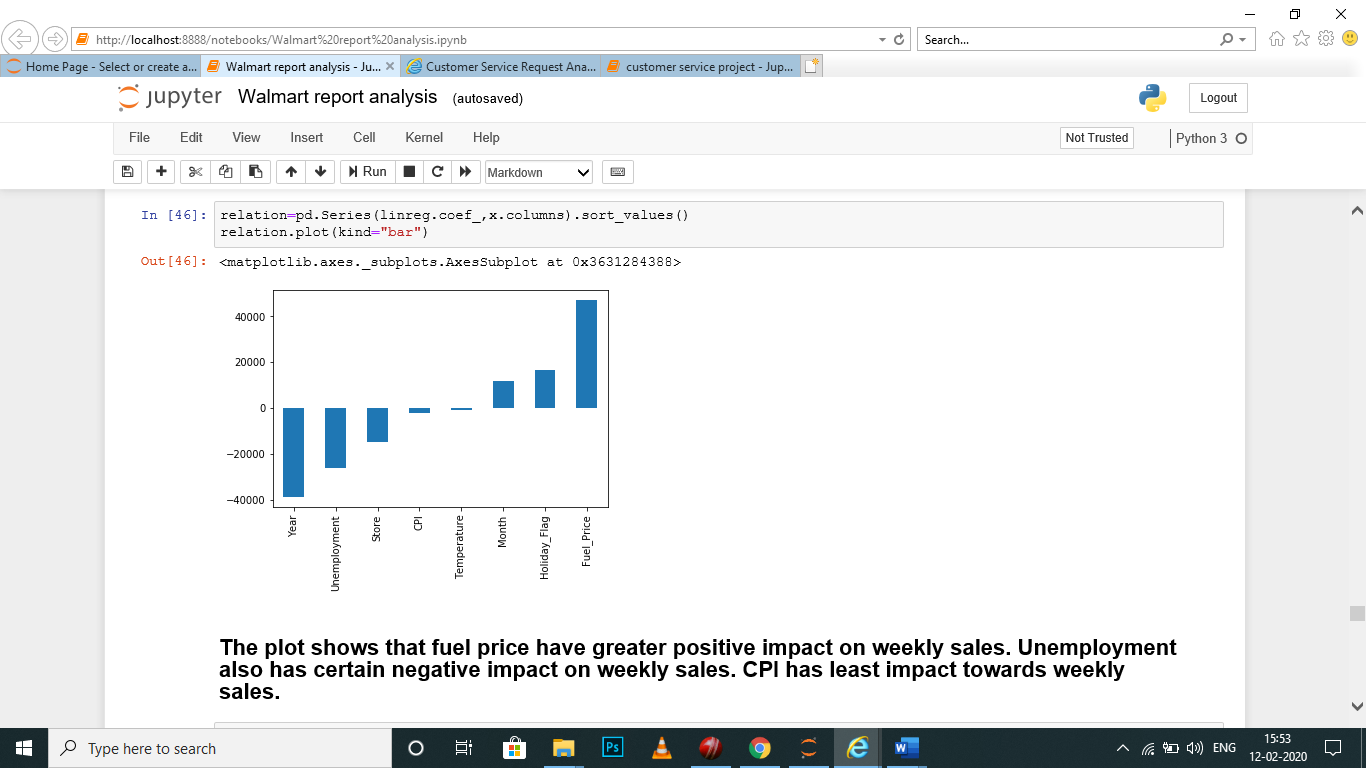 http://localhost:8888/notebooks/Walmart%20report%20analysis.ipynb
Search...
Home Page - Select or create a...
Walmart report analysis - Ju...
Customer Service Request Ana...
customer service project - Jup...
jupyter Walmart report analysis (autosaved)
Logout
File Edit View Insert Cell Kernel Help
Not Trusted
Python 3
Run
Markdown
In [46]: relation=pd.Series(linreg.coef_,x.columns).sort_values()
relation.plot(kind="bar")
Out[46]: <matplotlib.axes._subplots.AxesSubplot at 0x3631284388>
40000
20000
0
−20000
−40000
Year
Unemployment
Store
CPI
Temperature
Month
Holiday_Flag
Fuel_Price
The plot shows that fuel price have greater positive impact on weekly sales. Unemployment
also has certain negative impact on weekly sales. CPI has least impact towards weekly
sales.
Type here to search
Ps
ENG
15:53
12-02-2020